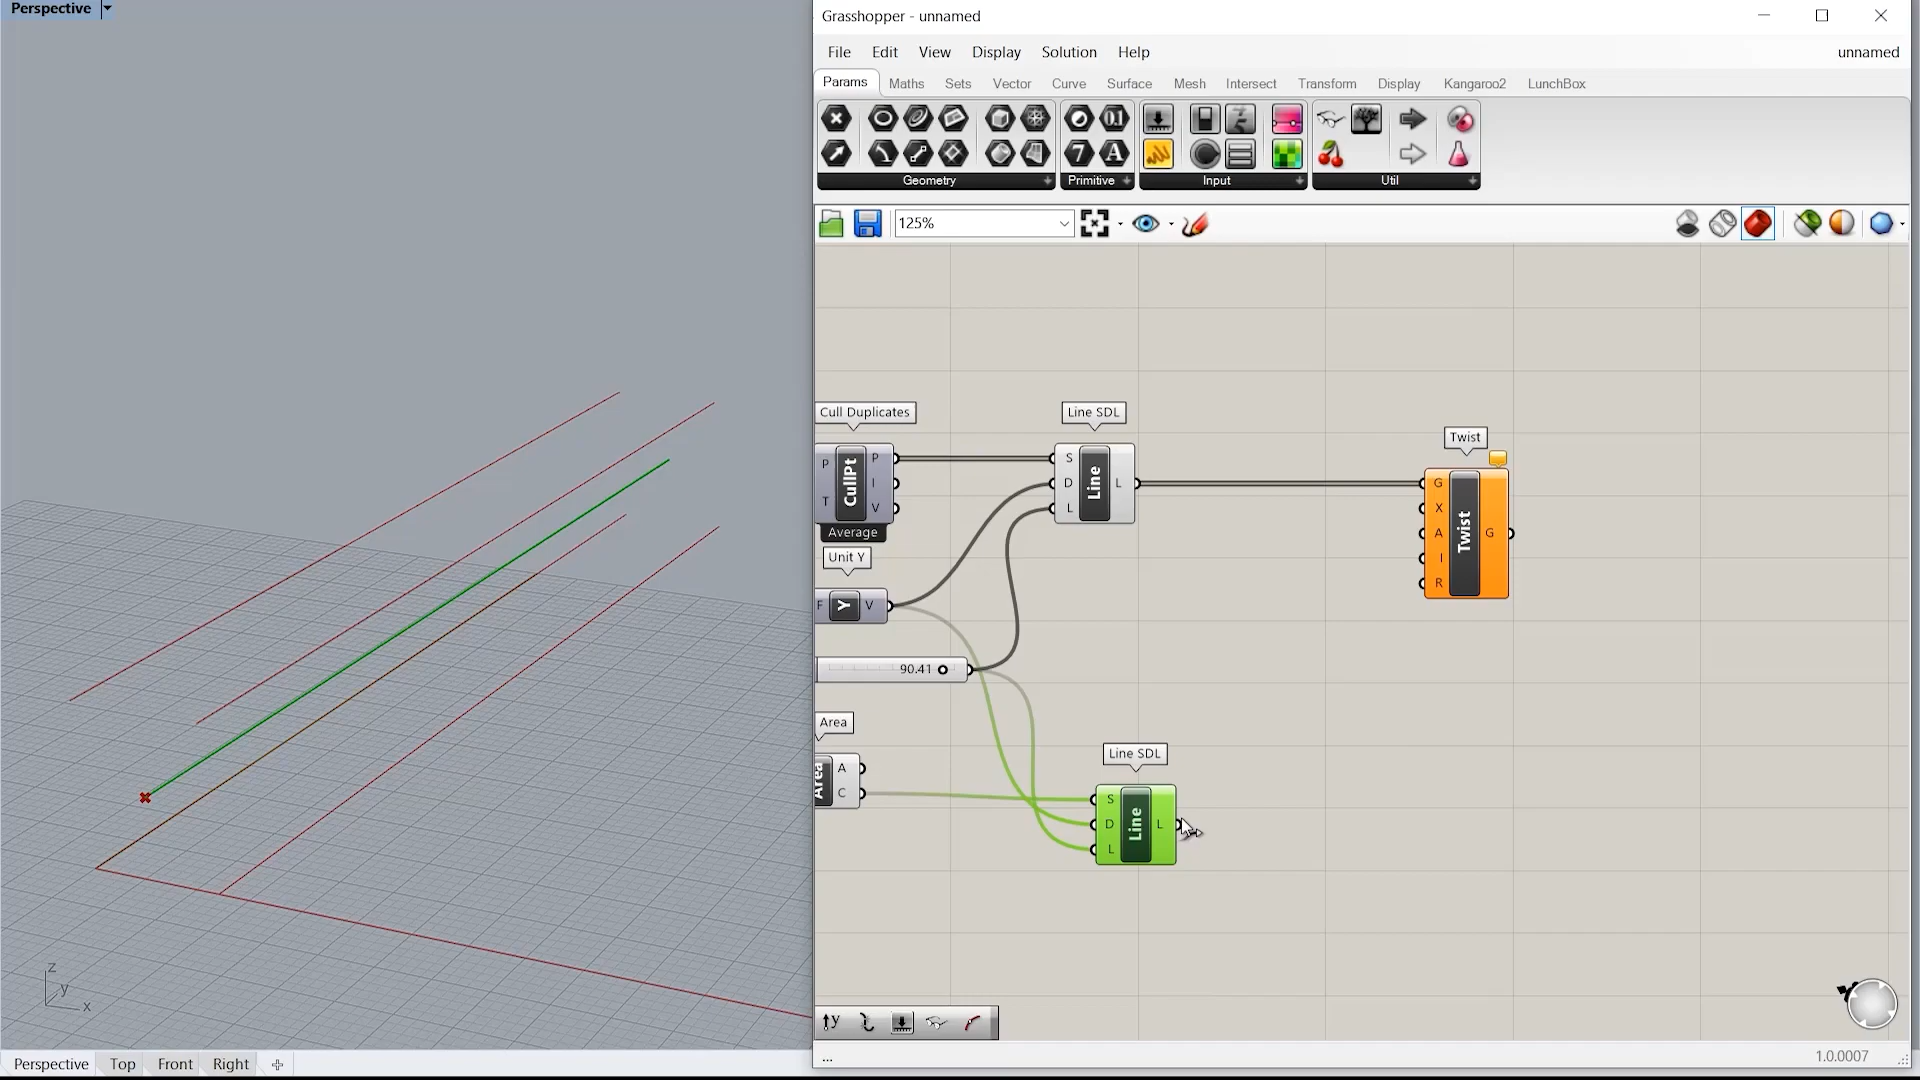 Perspective
Grasshopper - unnamed
File Edit View Display Solution Help unnamed
Params Maths Sets Vector Curve Surface Mesh Intersect Transform Display Kangaroo2 LunchBox
0.1
7 A
Geometry Primitive Input Util
125%
Cull Duplicates
Line SDL
Twist
P T CullPt P I V
Average
S D L Line L
G X A I R Twist G
Unit Y
F Y V
90.41
Area
Area A C
Line SDL
S D L Line L
z
y
x
y
...
1.0.0007
Perspective Top Front Right